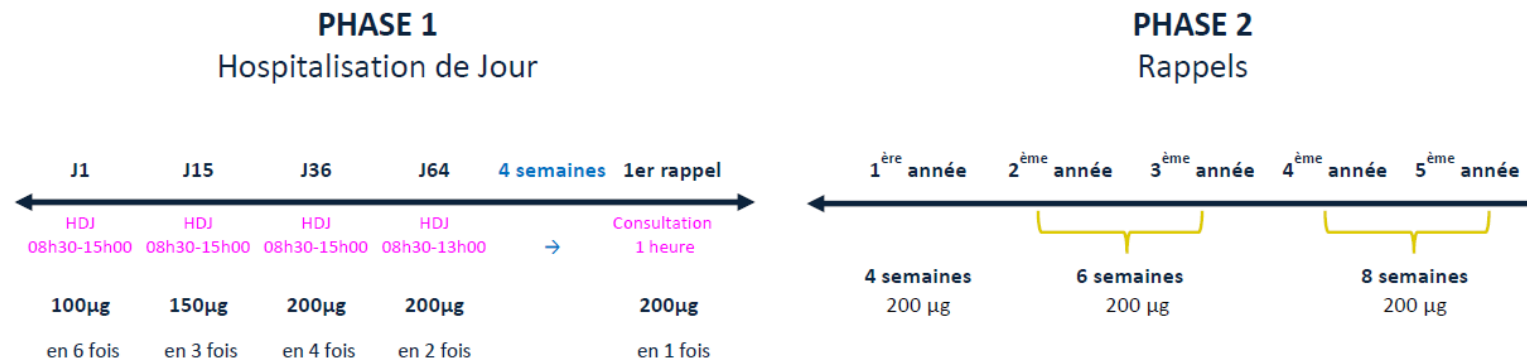 PHASE 1
Hospitalisation de Jour
J1 J15 J36 J64 4 semaines 1er rappel
HDJ HDJ HDJ HDJ Consultation
08h30-15h00 08h30-15h00 08h30-15h00 08h30-13h00 → 1 heure
100µg 150µg 200µg 200µg 200µg
en 6 fois en 3 fois en 4 fois en 2 fois en 1 fois
PHASE 2
Rappels
1ère année 2ème année 3ème année 4ème année 5ème année
4 semaines 6 semaines 8 semaines
200 µg 200 µg 200 µg